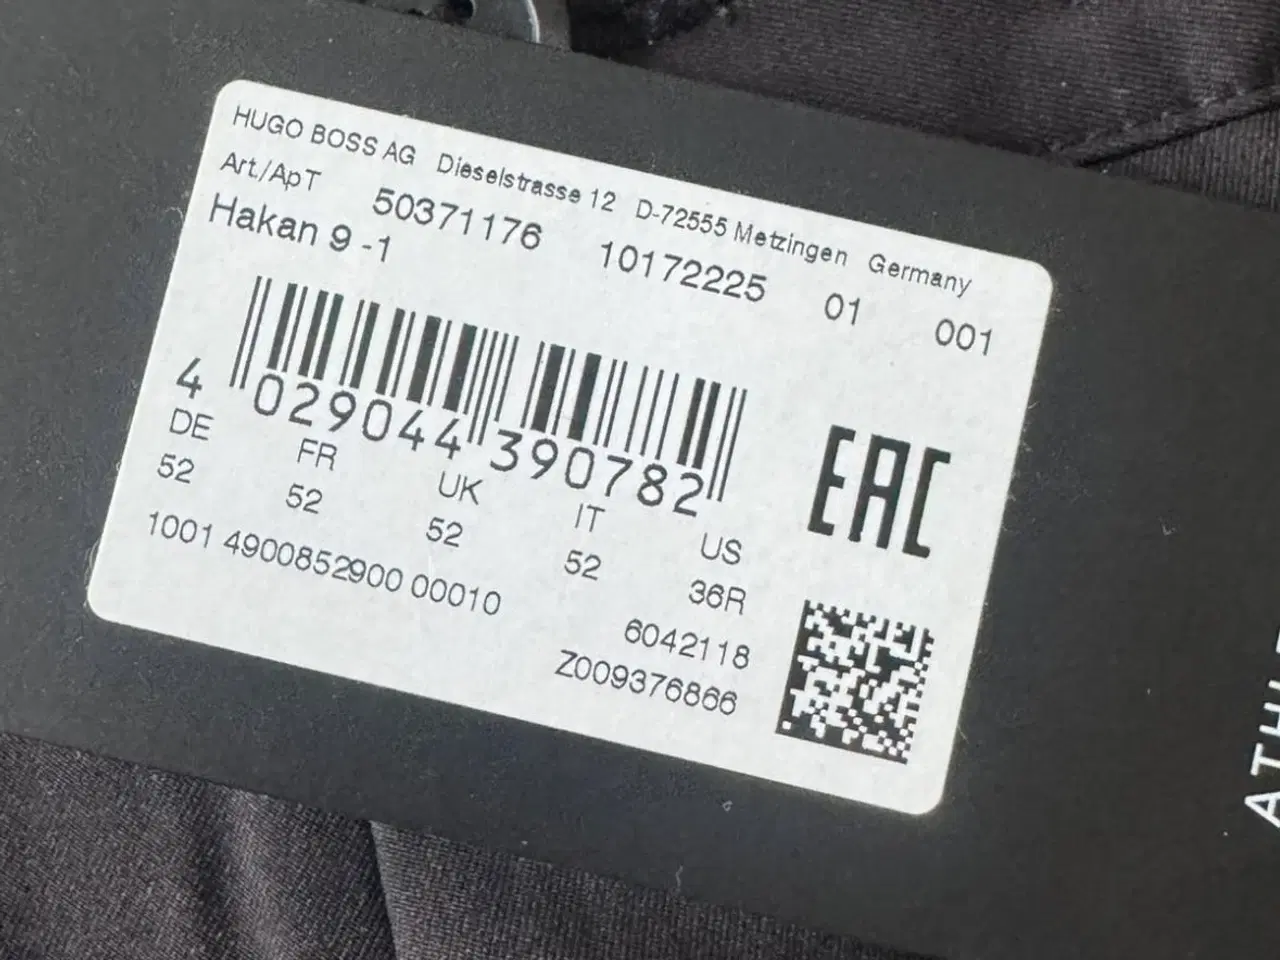 HUGO BOSS AG Dieselstrasse 12 D-72555 Metzingen Germany
Art./ApT 50371176 10172225 01 001
Hakan 9 -1
4 029044 390782
EAC
DE FR UK IT US
52 52 52 52 36R
1001 4900852900 00010
6042118
Z009376866